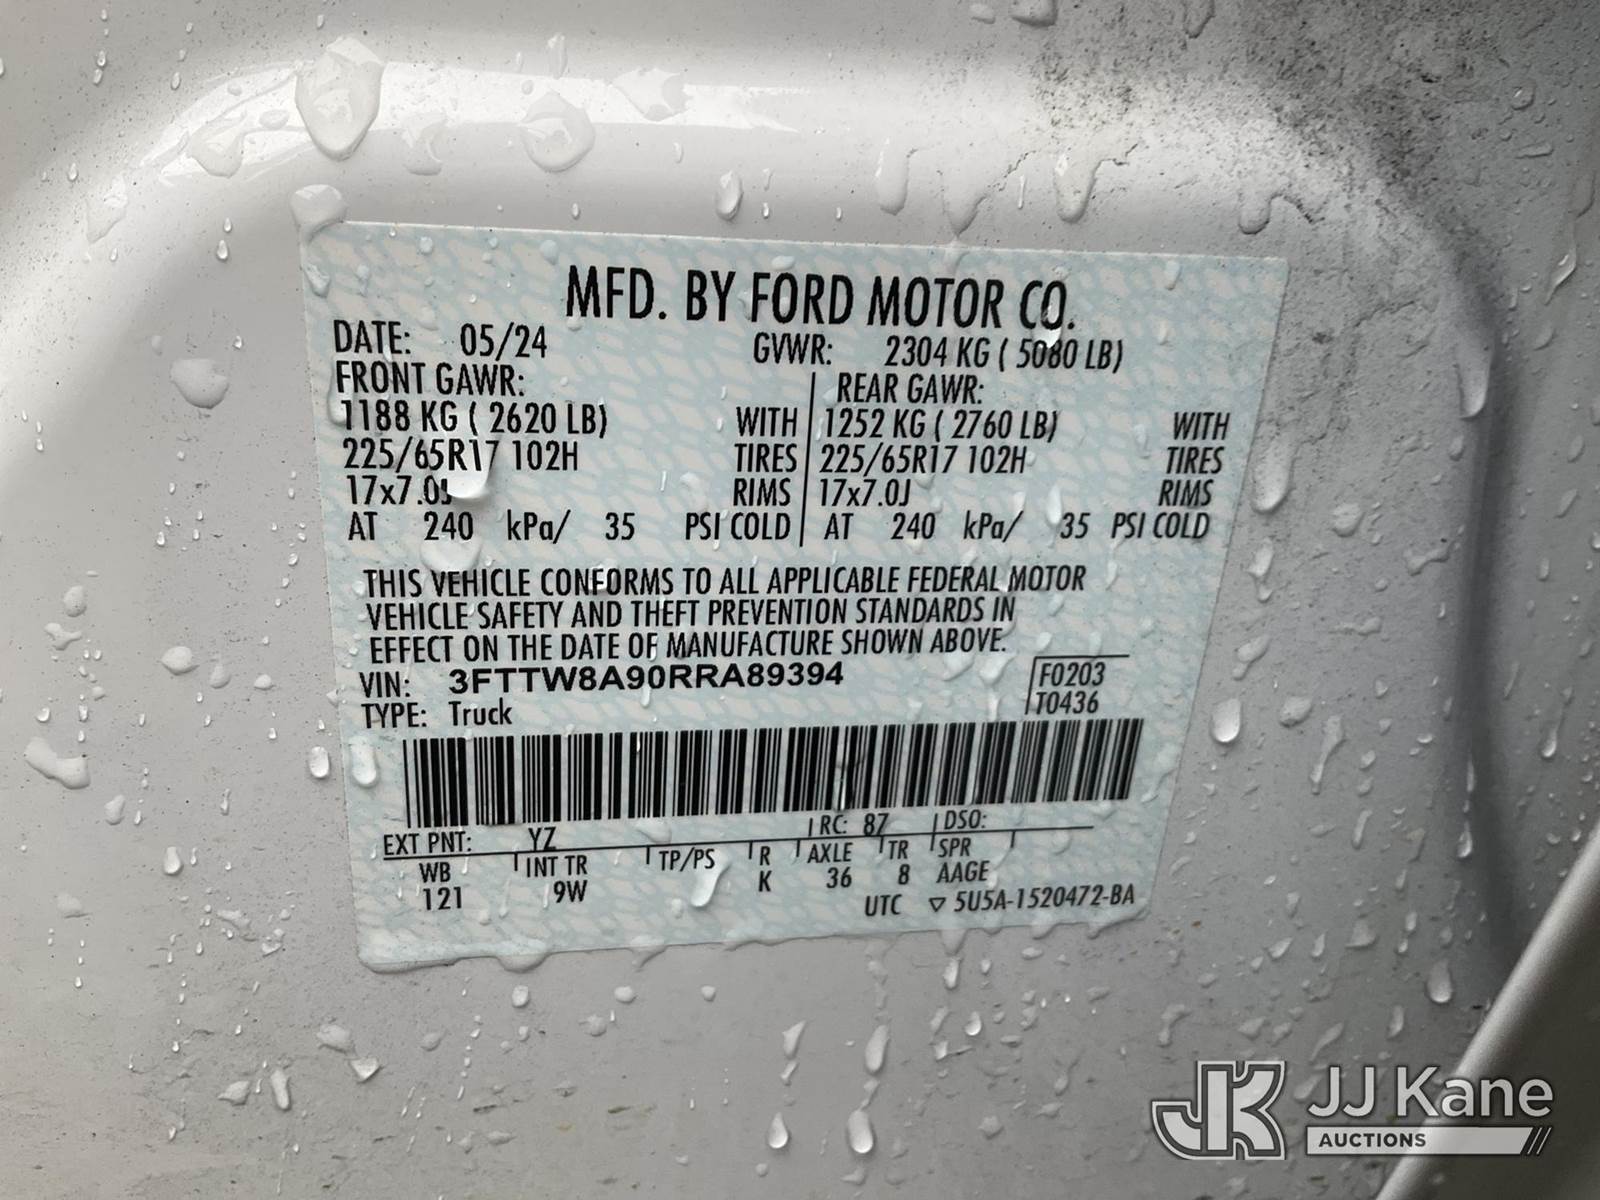 MFD. BY FORD MOTOR CO.
DATE: 05/24 GVWR: 2304 KG ( 5080 LB)
FRONT GAWR: REAR GAWR:
1188 KG ( 2620 LB) WITH 1252 KG ( 2760 LB) WITH
225/65R17 102H TIRES 225/65R17 102H TIRES
17x7.0J RIMS 17x7.0J RIMS
AT 240 kPa/ 35 PSI COLD AT 240 kPa/ 35 PSI COLD
THIS VEHICLE CONFORMS TO ALL APPLICABLE FEDERAL MOTOR
VEHICLE SAFETY AND THEFT PREVENTION STANDARDS IN
EFFECT ON THE DATE OF MANUFACTURE SHOWN ABOVE.
VIN: 3FTTW8A90RRA89394 F0203
TYPE: Truck T0436
EXT PNT: YZ RC: 87 DSO:
WB INT TR TP/PS R AXLE TR SPR
121 9W K 36 8 AAGE
UTC ▽ 5U5A-1520472-BA
JK JJ Kane
AUCTIONS